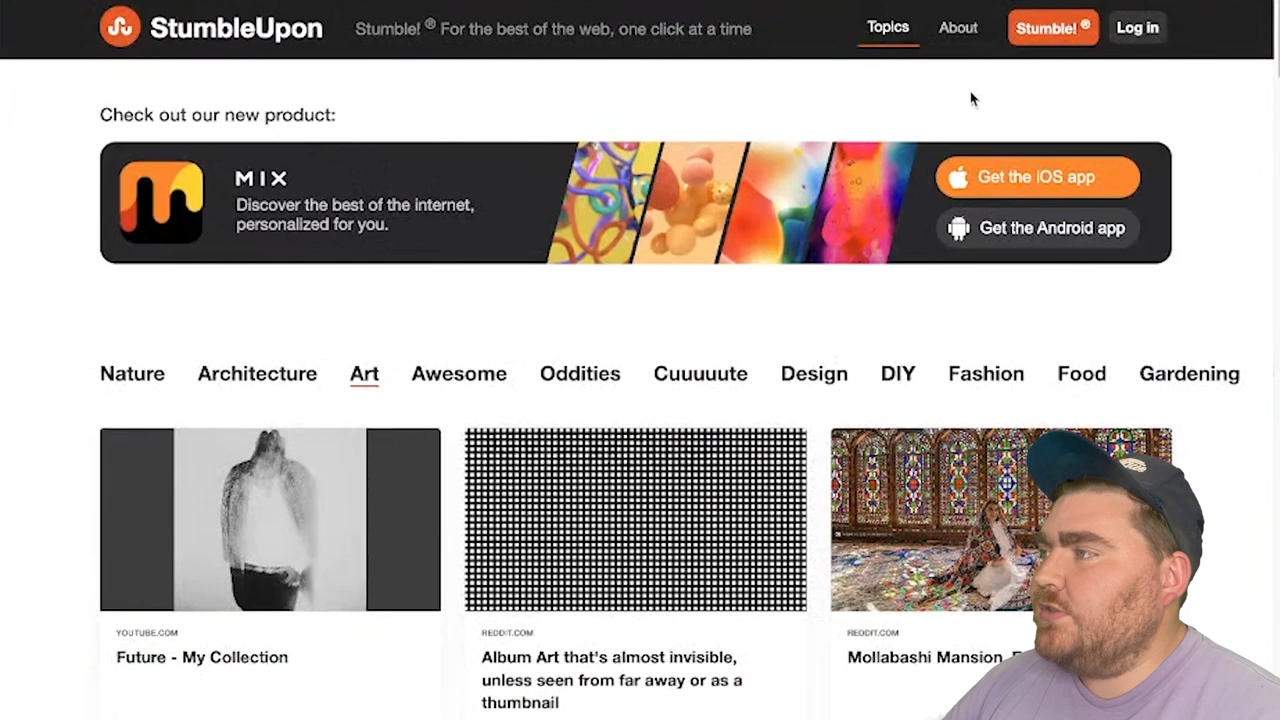 StumbleUpon
Stumble! ® For the best of the web, one click at a time
Topics
About
Stumble! ®
Log in
Check out our new product:
MIX
Discover the best of the internet,
personalized for you.
Get the iOS app
Get the Android app
Nature
Architecture
Art
Awesome
Oddities
Cuuuuute
Design
DIY
Fashion
Food
Gardening
YOUTUBE.COM
Future - My Collection
REDDIT.COM
Album Art that's almost invisible,
unless seen from far away or as a
thumbnail
REDDIT.COM
Mollabashi Mansion,